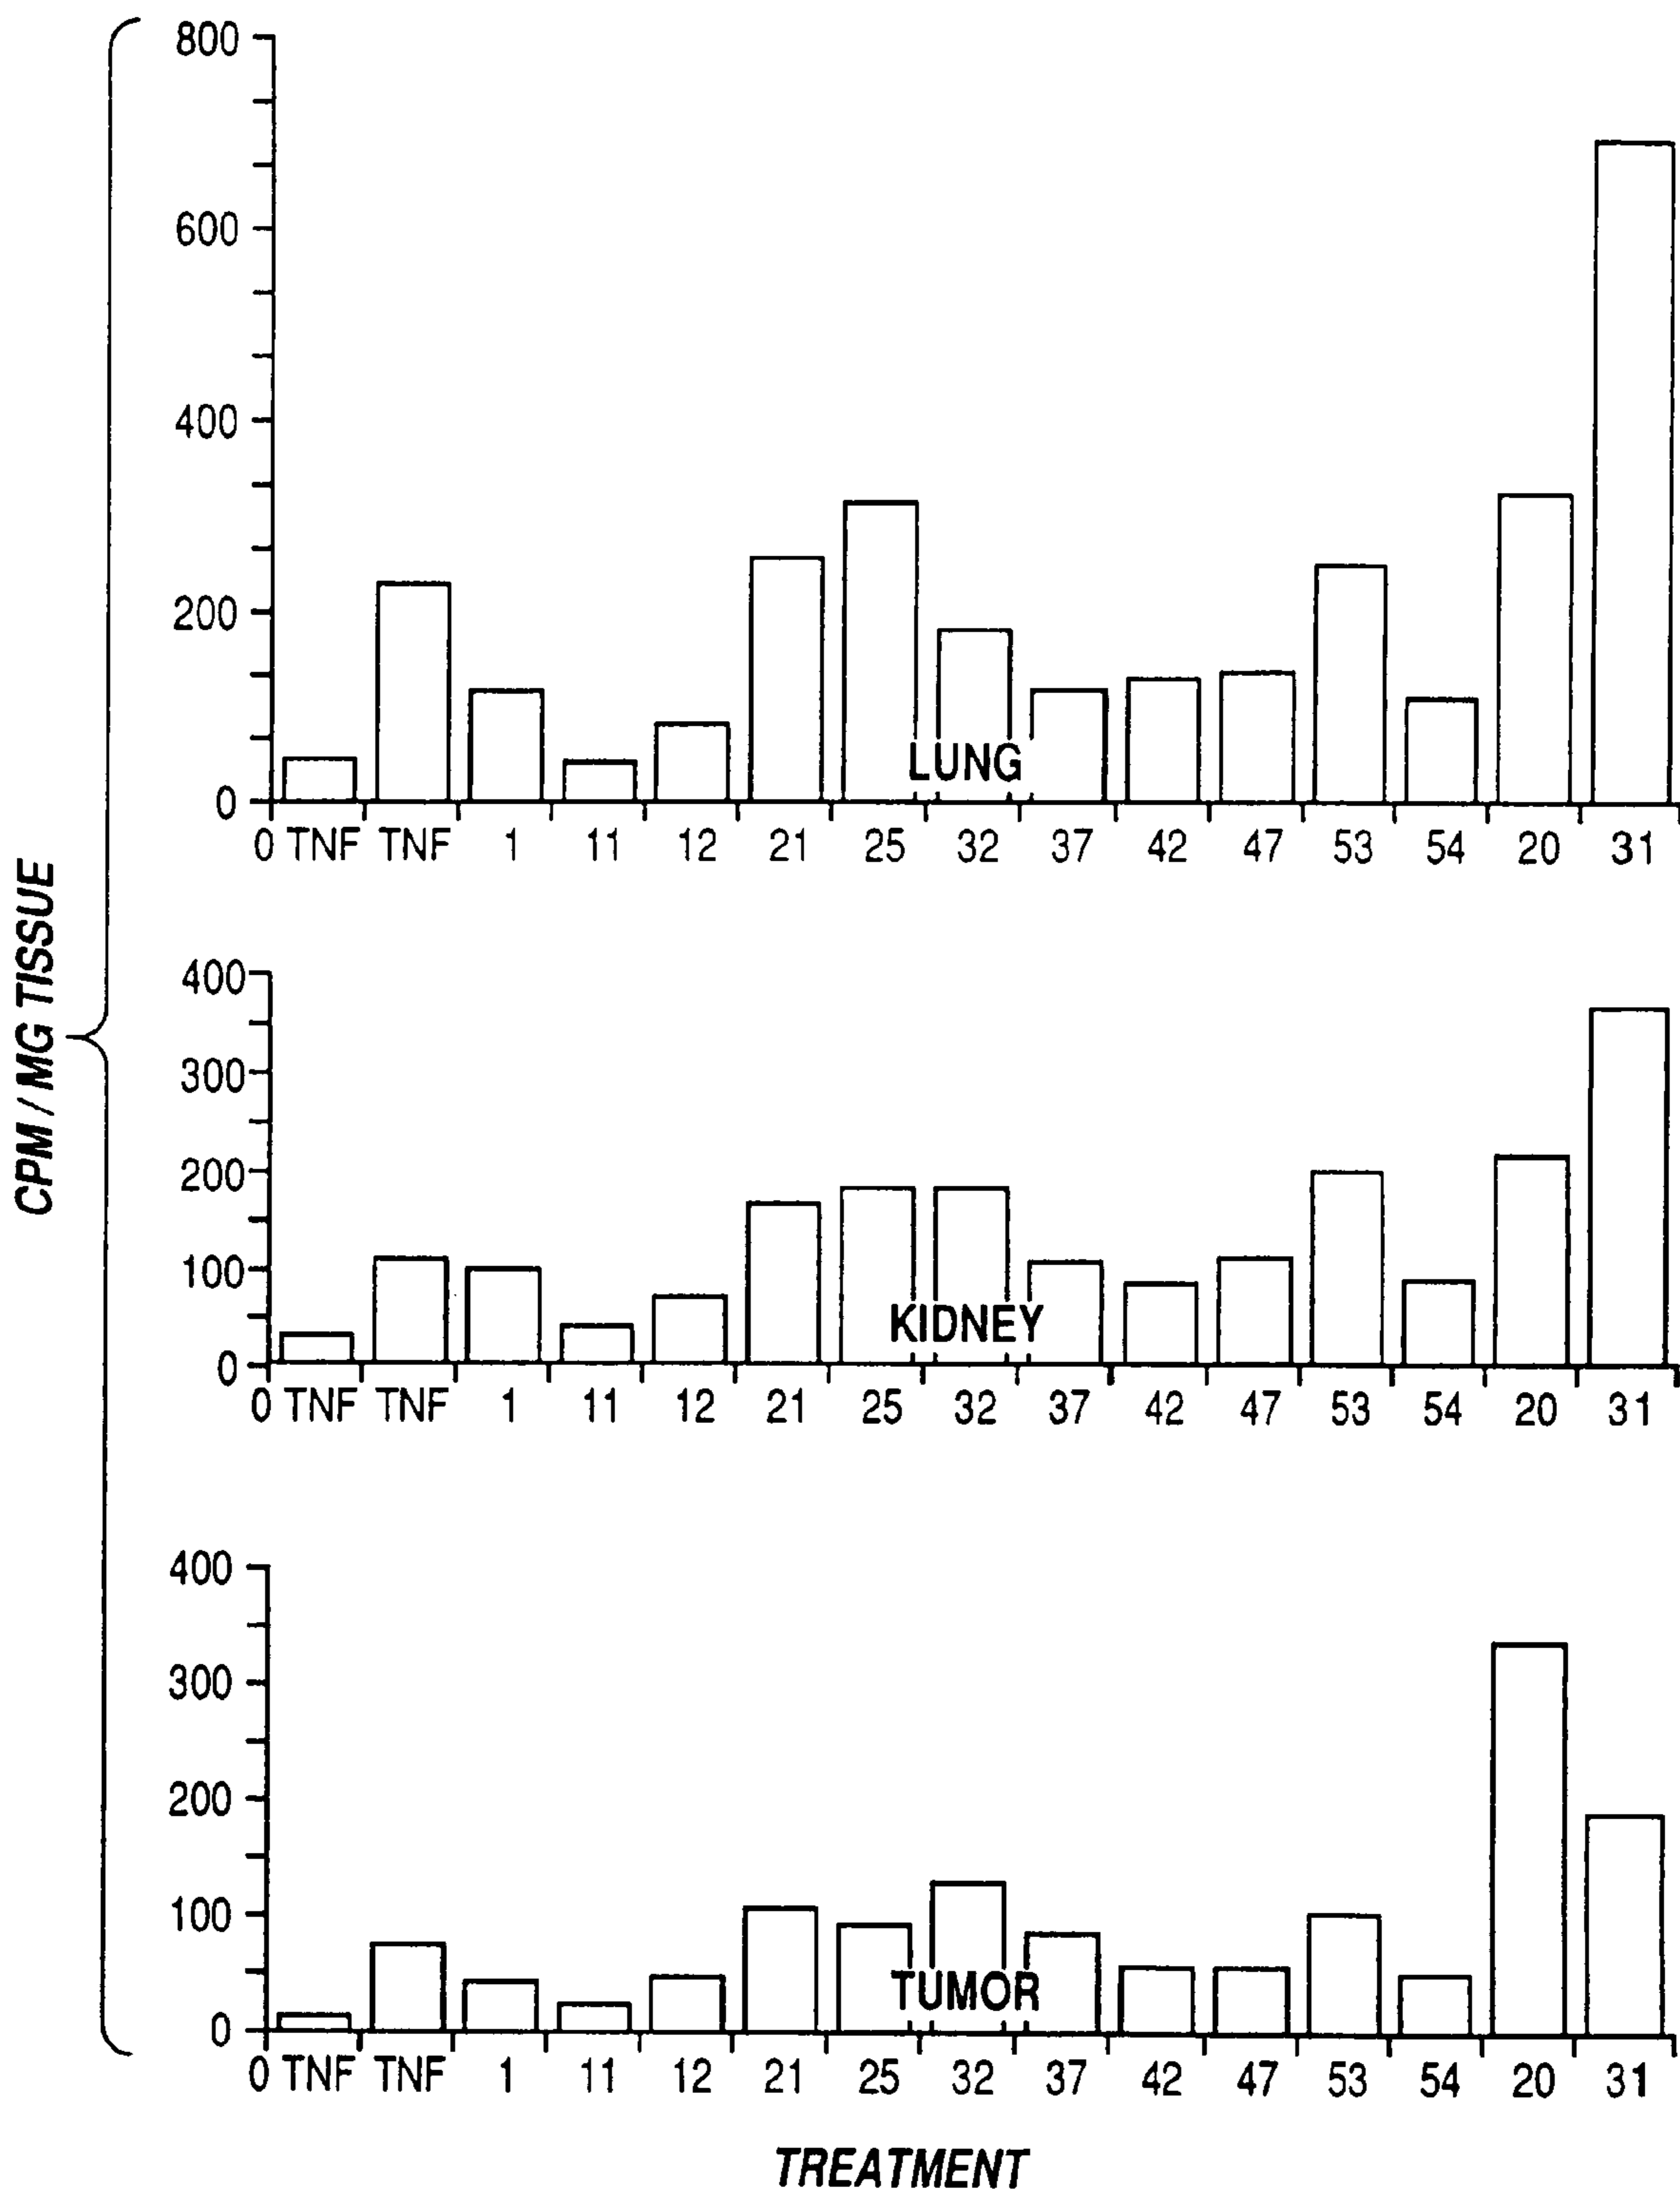 CPM / MG TISSUE
800
600
400
200
0
LUNG
0 TNF TNF 1 11 12 21 25 32 37 42 47 53 54 20 31
400
300
200
100
0
KIDNEY
0 TNF TNF 1 11 12 21 25 32 37 42 47 53 54 20 31
400
300
200
100
0
TUMOR
0 TNF TNF 1 11 12 21 25 32 37 42 47 53 54 20 31
TREATMENT